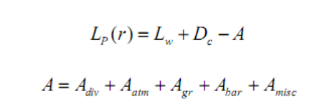 L_P(r) = L_w + D_c − A
A = A_div + A_atm + A_gr + A_bar + A_misc